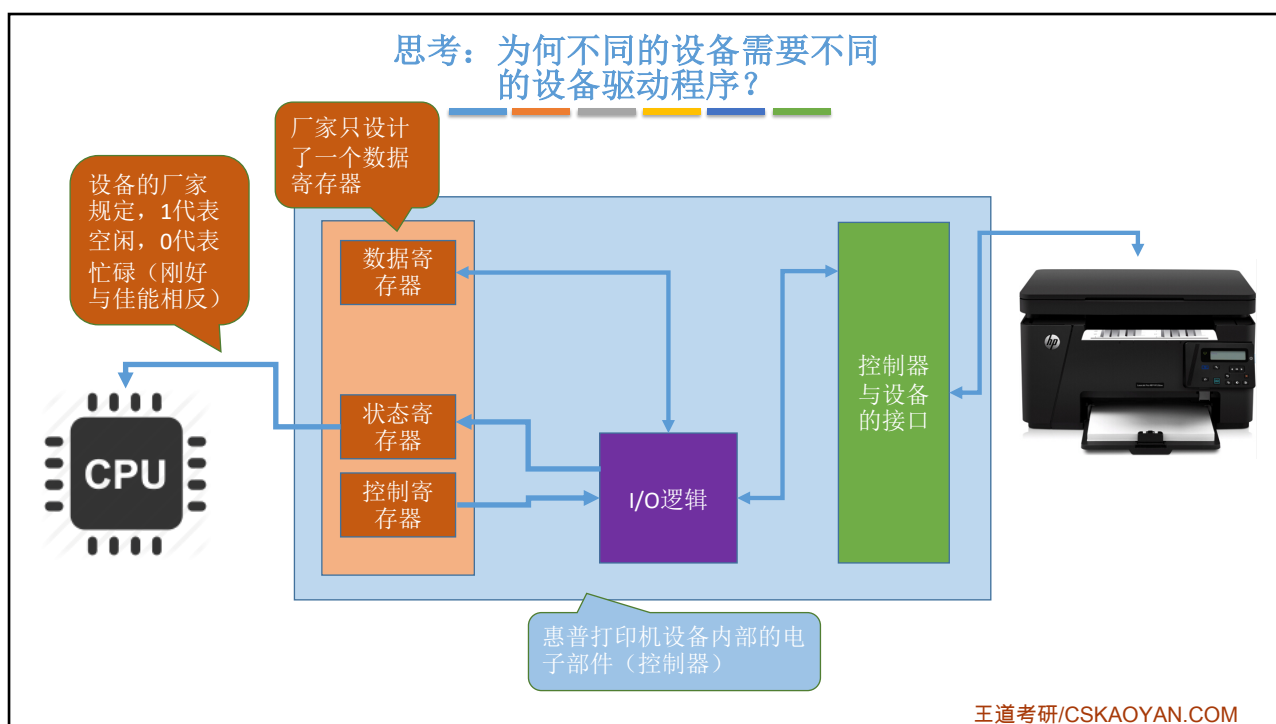 思考：为何不同的设备需要不同
的设备驱动程序？
厂家只设计
了一个数据
寄存器
设备的厂家
规定，1代表
空闲，0代表
忙碌（刚好
与佳能相反）
数据寄
存器
状态寄
存器
控制寄
存器
I/O逻辑
控制器
与设备
的接口
CPU
hp
惠普打印机设备内部的电
子部件（控制器）
王道考研/CSKAOYAN.COM